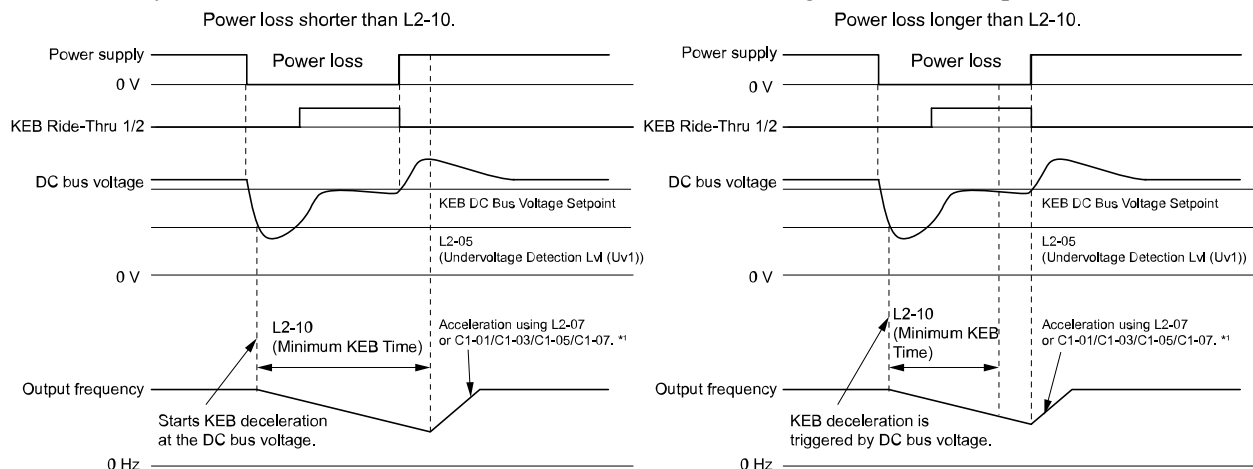 Power loss shorter than L2-10.
Power supply
Power loss
0 V
KEB Ride-Thru 1/2
DC bus voltage
KEB DC Bus Voltage Setpoint
L2-05
(Undervoltage Detection Lvl (Uv1))
0 V
L2-10
(Minimum KEB Time)
Acceleration using L2-07
or C1-01/C1-03/C1-05/C1-07. *1
Output frequency
Starts KEB deceleration
at the DC bus voltage.
0 Hz
Power loss longer than L2-10.
Power supply
Power loss
0 V
KEB Ride-Thru 1/2
DC bus voltage
KEB DC Bus Voltage Setpoint
L2-05
(Undervoltage Detection Lvl (Uv1))
0 V
L2-10
(Minimum KEB
Time)
Acceleration using L2-07
or C1-01/C1-03/C1-05/C1-07. *1
Output frequency
KEB deceleration is
triggered by DC bus voltage.
0 Hz